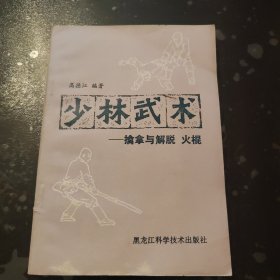 高德江 编著
少林武术
——擒拿与解脱 火棍
黑龙江科学技术出版社